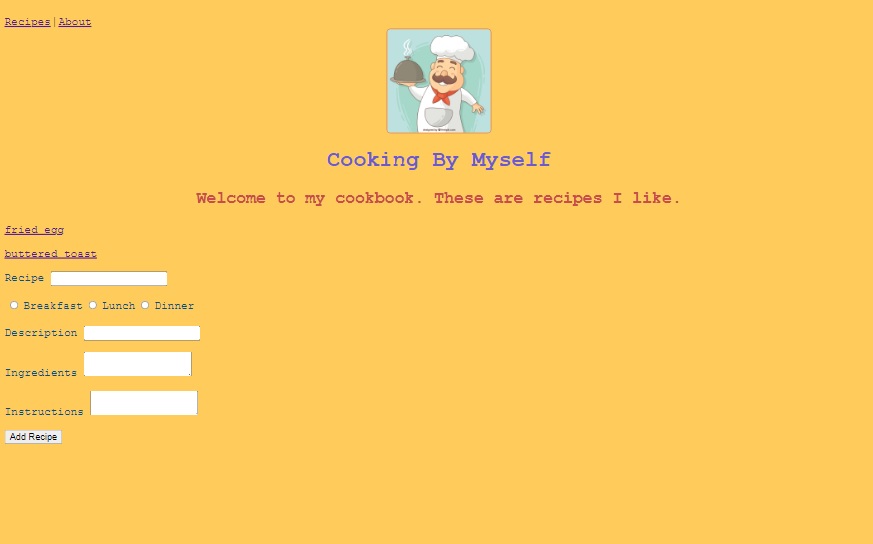 Recipes | About
Cooking By Myself
Welcome to my cookbook. These are recipes I like.
fried egg
buttered toast
Recipe
Breakfast Lunch Dinner
Description
Ingredients
Instructions
Add Recipe